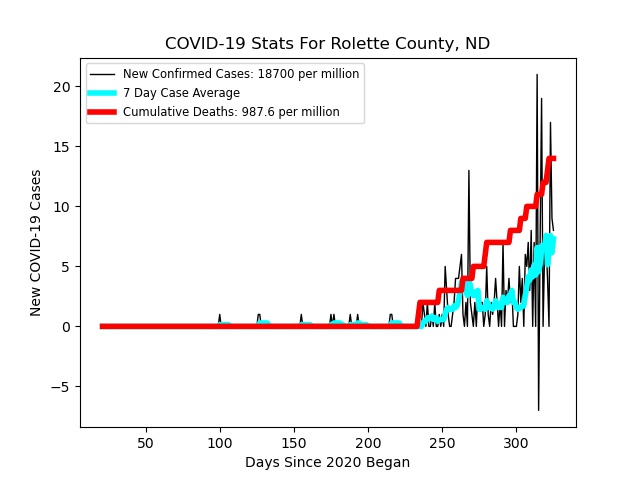 COVID-19 Stats For Rolette County, ND
New Confirmed Cases: 18700 per million
7 Day Case Average
Cumulative Deaths: 987.6 per million
New COVID-19 Cases
20
15
10
5
0
−5
50 100 150 200 250 300
Days Since 2020 Began